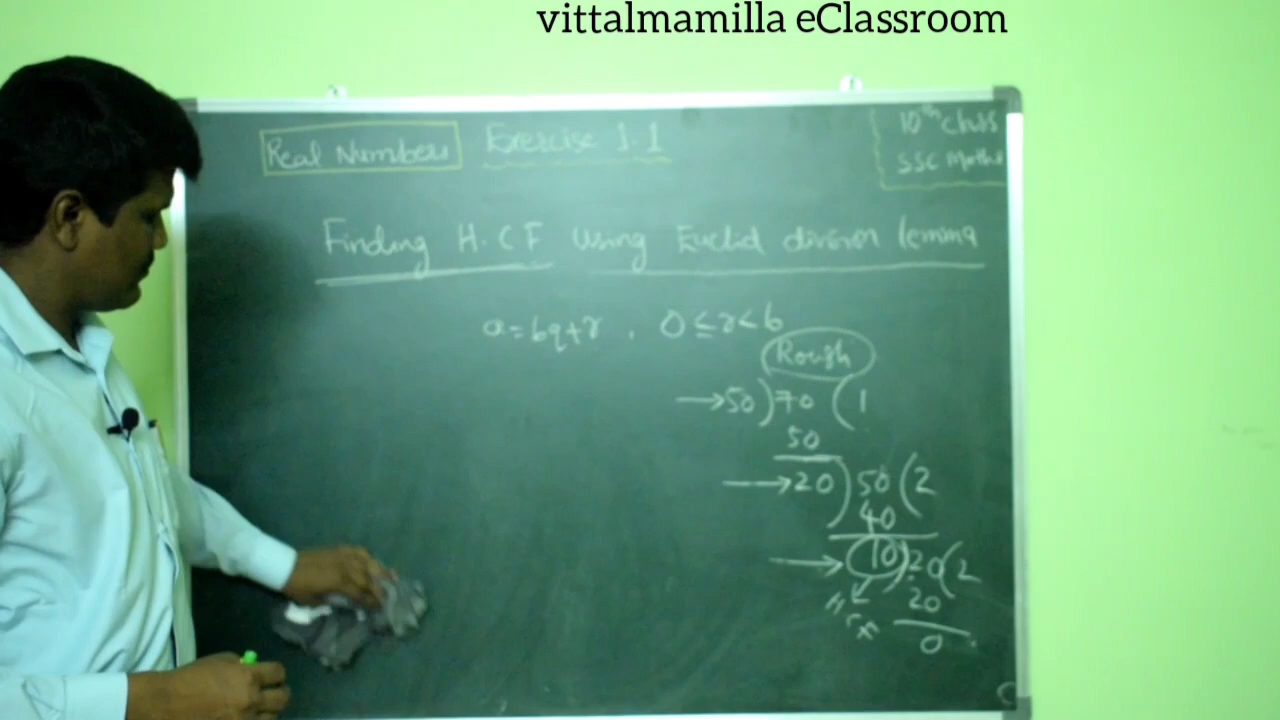 vittalmamilla eClassroom
Real Numbers Exercise 1.1
10th Class
SSC Maths
Finding H.C.F Using Euclid division lemma
a = bq+r , 0 ≤ r < b
Rough
→50)70(1
50
→20)50(2
40
→10)20(2
20
H C F
0